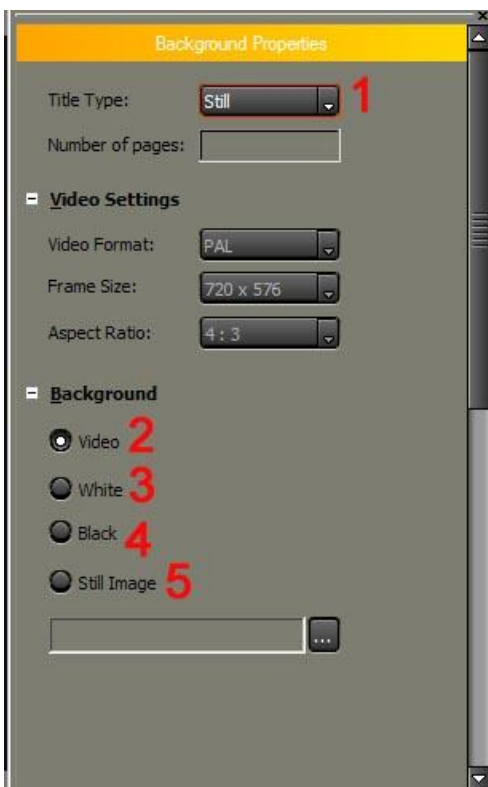 Background Properties
Title Type: Still 1
Number of pages:
Video Settings
Video Format: PAL
Frame Size: 720 x 576
Aspect Ratio: 4 : 3
Background
Video 2
White 3
Black 4
Still Image 5
...